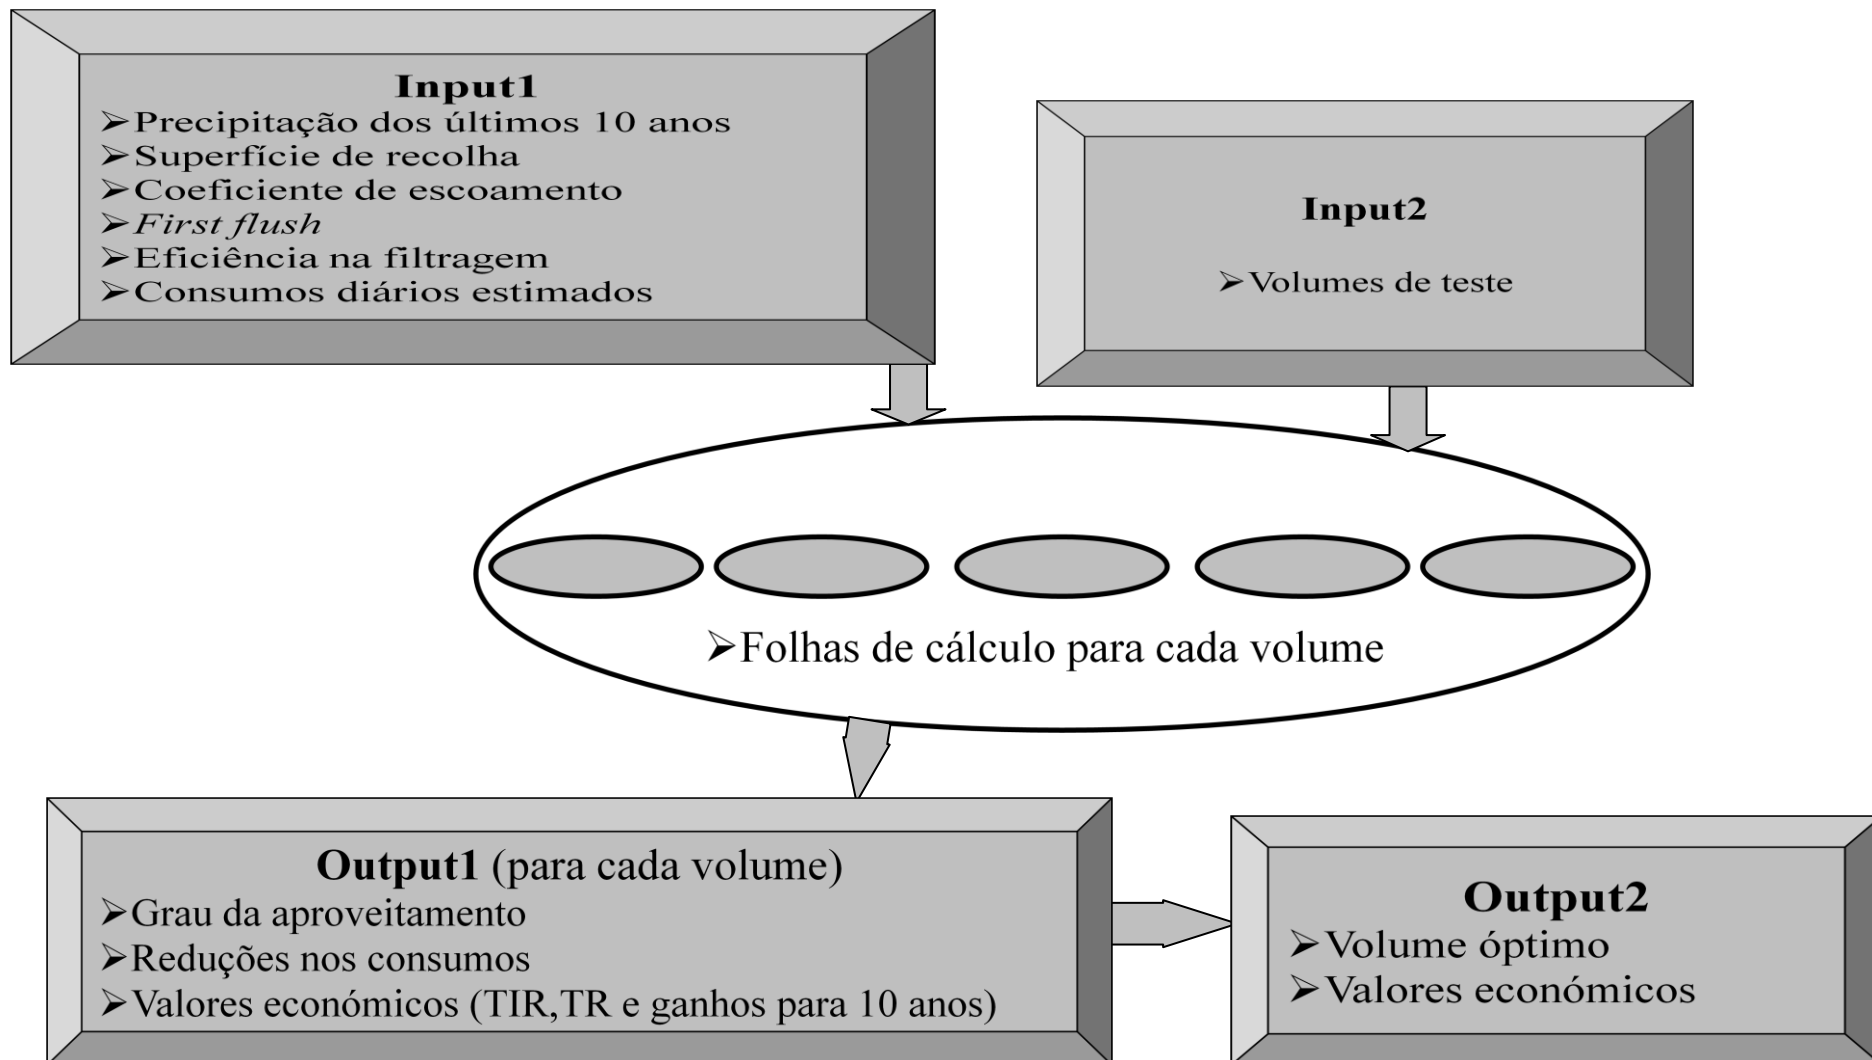 Input1
➢Precipitação dos últimos 10 anos
➢Superfície de recolha
➢Coeficiente de escoamento
➢First flush
➢Eficiência na filtragem
➢Consumos diários estimados
Input2
➢Volumes de teste
➢Folhas de cálculo para cada volume
Output1 (para cada volume)
➢Grau da aproveitamento
➢Reduções nos consumos
➢Valores económicos (TIR,TR e ganhos para 10 anos)
Output2
➢Volume óptimo
➢Valores económicos